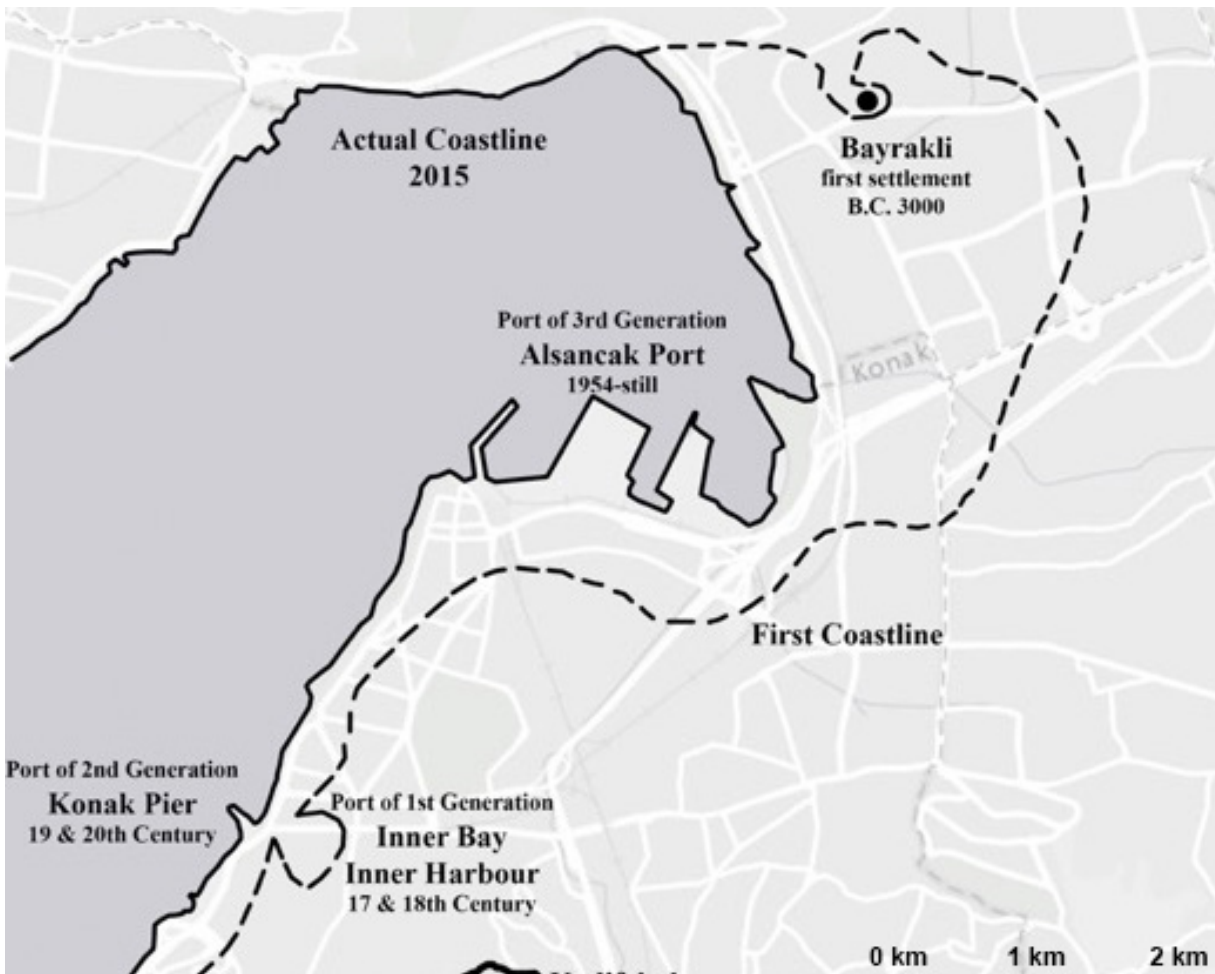 Actual Coastline
2015
Bayrakli
first settlement
B.C. 3000
Port of 3rd Generation
Alsancak Port
1954-still
Konak
First Coastline
Port of 2nd Generation
Konak Pier
19 & 20th Century
Port of 1st Generation
Inner Bay
Inner Harbour
17 & 18th Century
0 km 1 km 2 km